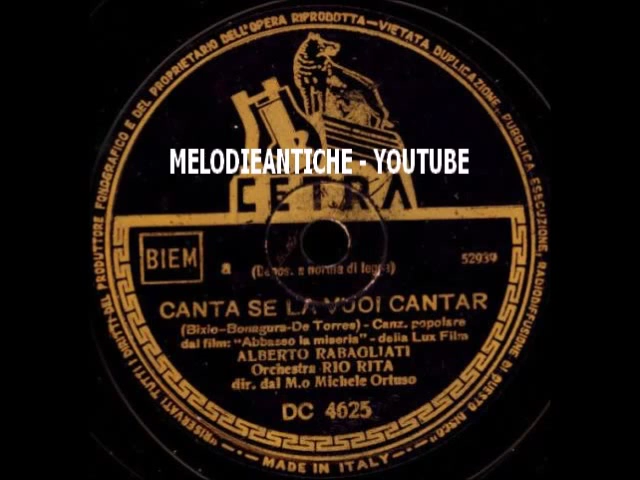 DIRITTI DEL PRODUTTORE FONOGRAFICO E DEL PROPRIETARIO DELL'OPERA RIPRODOTTA-VIETATA DUPLICAZIONE, PUBBLICA ESECUZIONE, RADIODIFFUSIONE DI QUESTO DISCO"
"RISERVATI TUTTI I
MELODIEANTICHE - YOUTUBE
CETRA
BIEM
a
(Depos. a norma di legge)
52939
CANTA SE LA VUOI CANTAR
(Bixio-Bonagura-De Torres) - Canz. popolare
dal film: "Abbasso la miseria" - della Lux Film
ALBERTO RABAGLIATI
Orchestra RIO RITA
dir. dal M.o Michele Ortuso
DC 4625
MADE IN ITALY